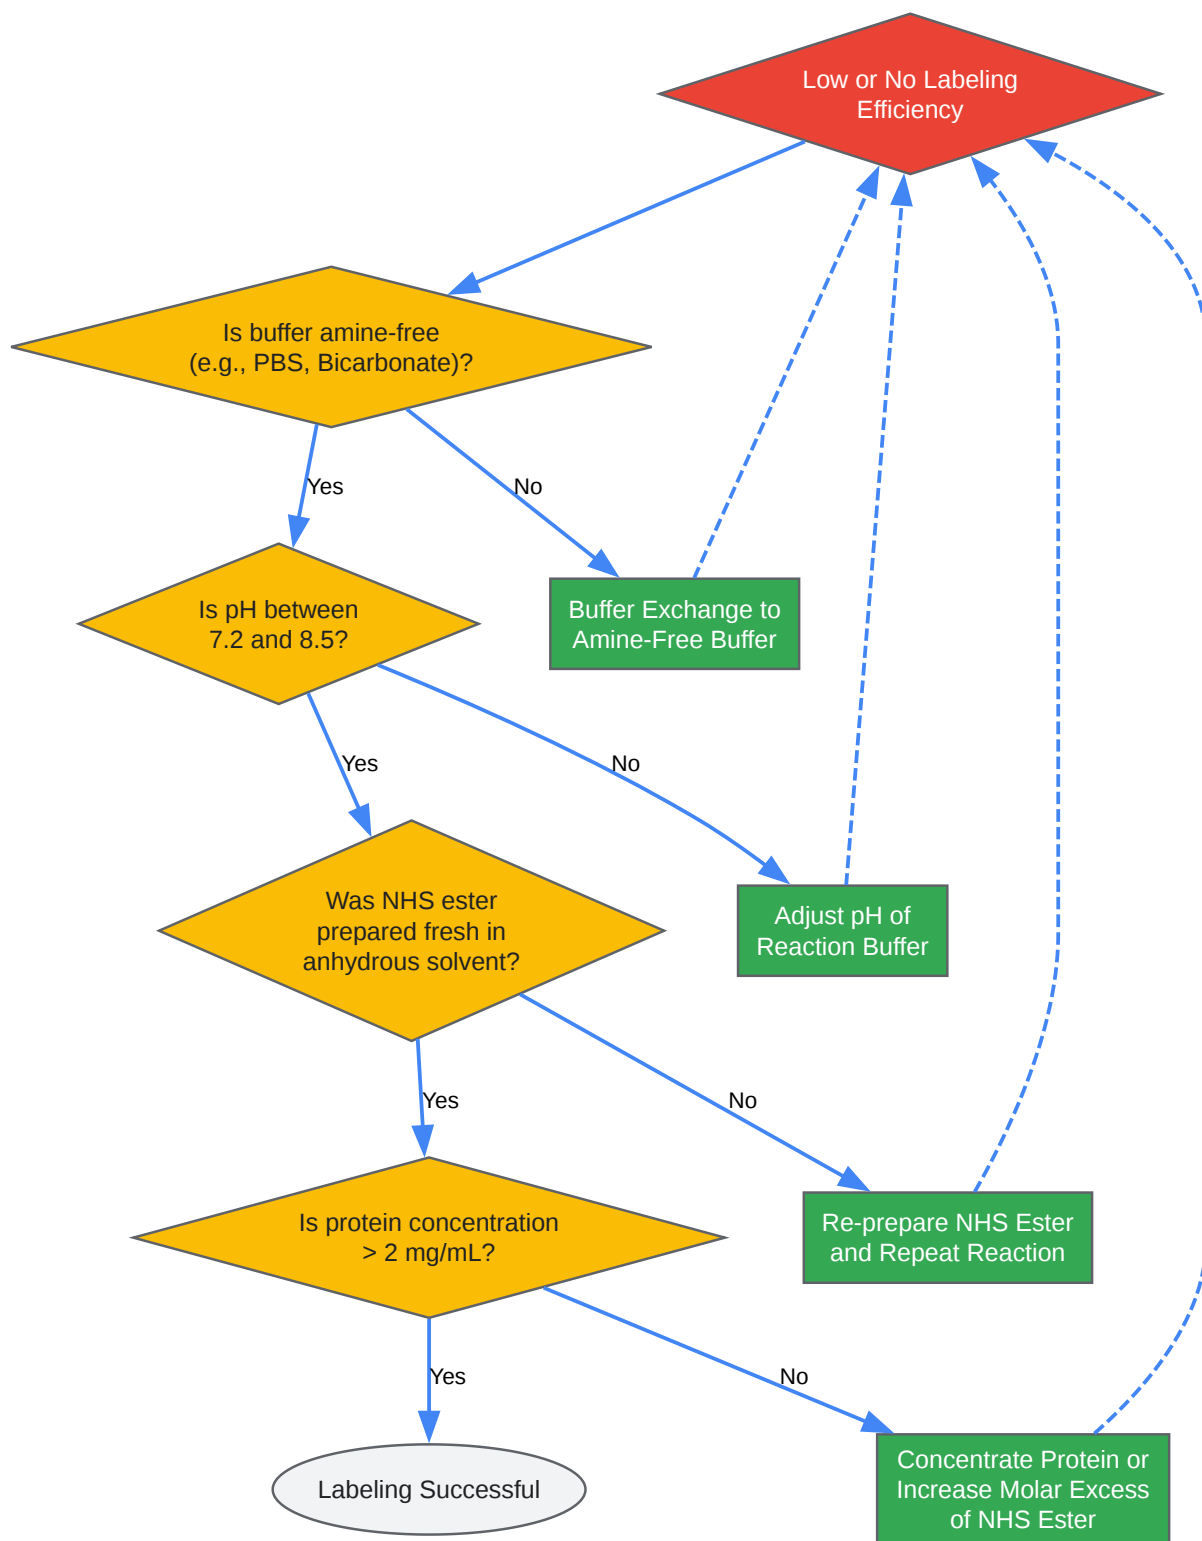 Low or No Labeling
Efficiency
Is buffer amine-free
(e.g., PBS, Bicarbonate)?
Yes
No
Is pH between
7.2 and 8.5?
Buffer Exchange to
Amine-Free Buffer
Yes
No
Was NHS ester
prepared fresh in
anhydrous solvent?
Adjust pH of
Reaction Buffer
Yes
No
Is protein concentration
> 2 mg/mL?
Re-prepare NHS Ester
and Repeat Reaction
Yes
No
Labeling Successful
Concentrate Protein or
Increase Molar Excess
of NHS Ester